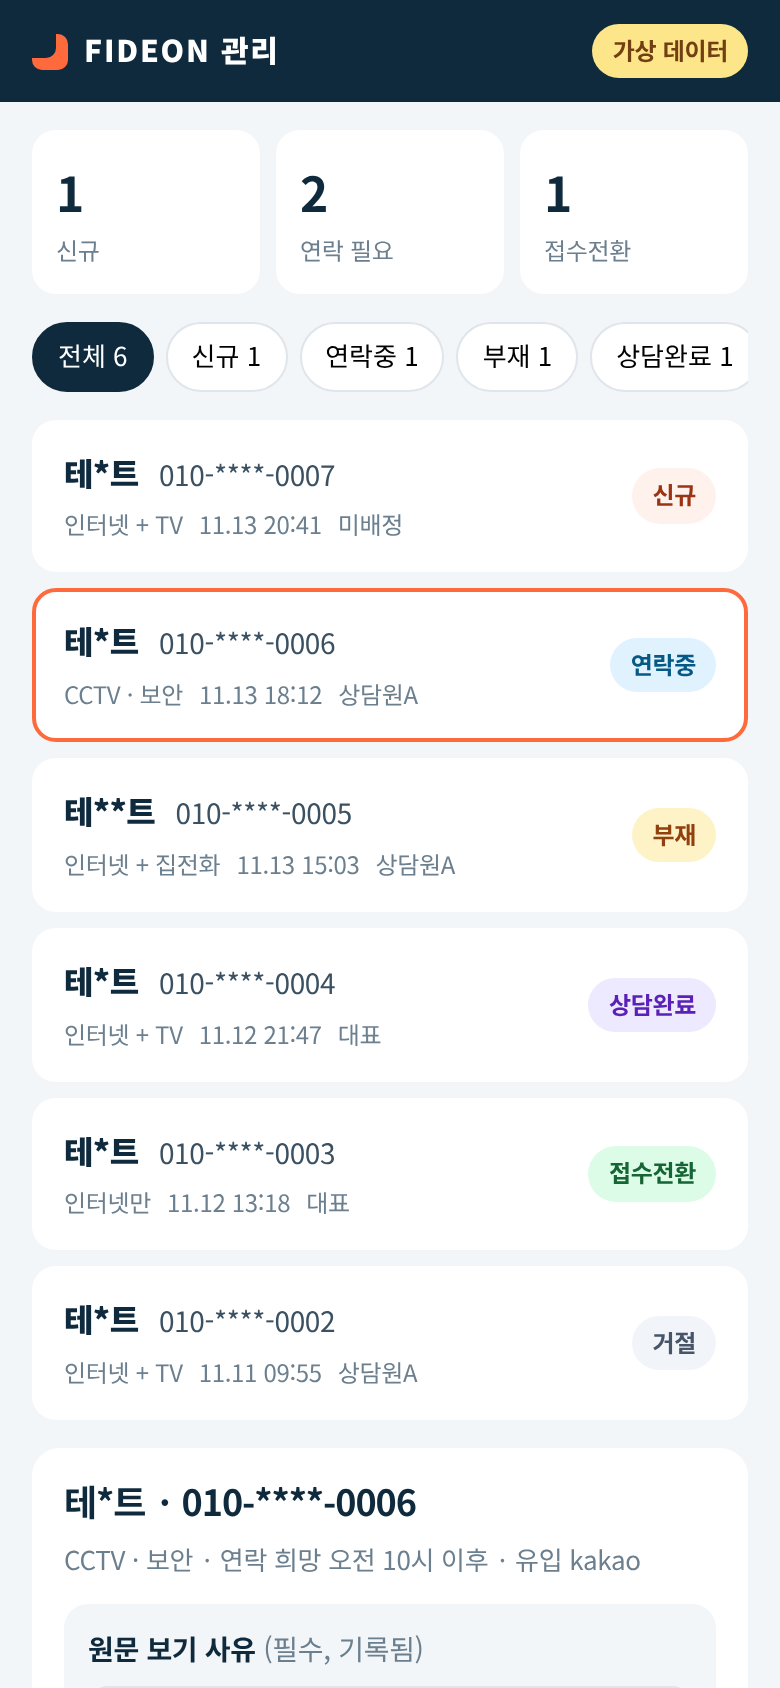 FIDEON 관리
가상 데이터
1
신규
2
연락 필요
1
접수전환
전체 6
신규 1
연락중 1
부재 1
상담완료 1
테*트 010-****-0007
인터넷 + TV 11.13 20:41 미배정
신규
테*트 010-****-0006
CCTV · 보안 11.13 18:12 상담원A
연락중
테**트 010-****-0005
인터넷 + 집전화 11.13 15:03 상담원A
부재
테*트 010-****-0004
인터넷 + TV 11.12 21:47 대표
상담완료
테*트 010-****-0003
인터넷만 11.12 13:18 대표
접수전환
테*트 010-****-0002
인터넷 + TV 11.11 09:55 상담원A
거절
테*트 · 010-****-0006
CCTV · 보안 · 연락 희망 오전 10시 이후 · 유입 kakao
원문 보기 사유 (필수, 기록됨)